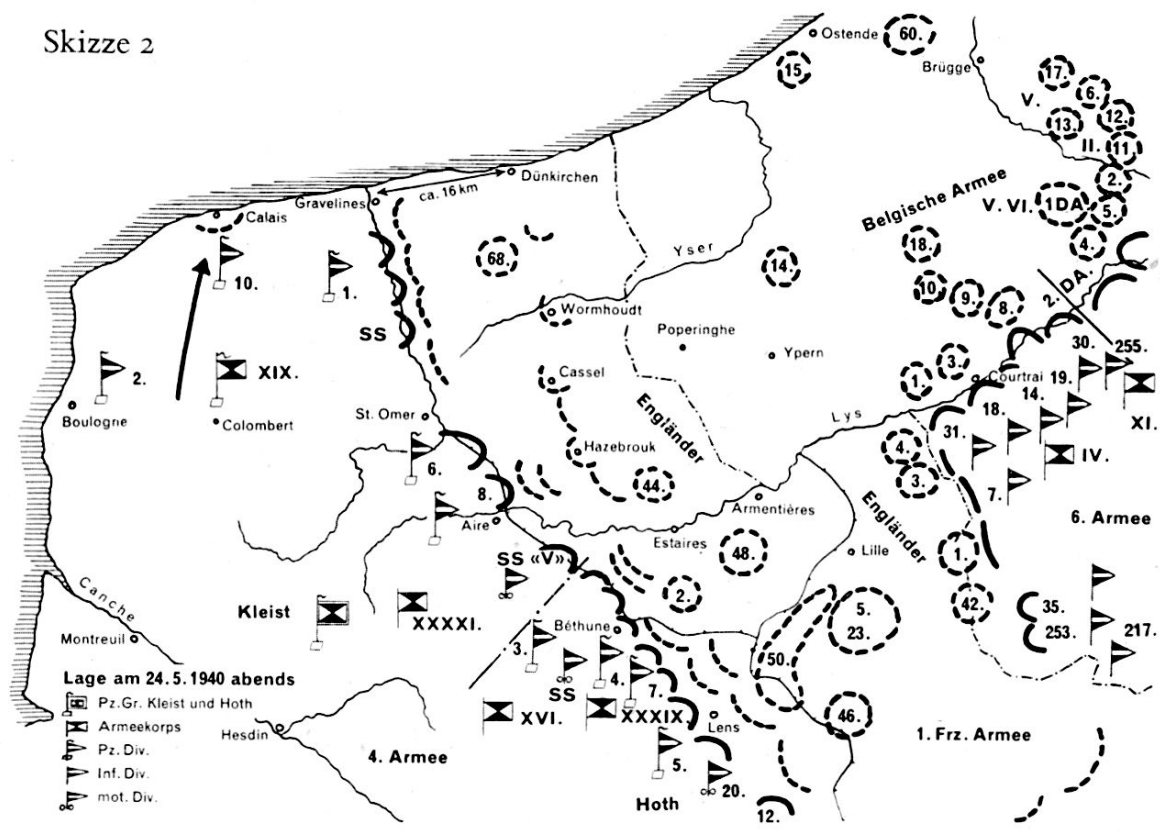 Skizze 2
Ostende
60.
15
Brügge
17.
6.
V.
13.
12.
II.
11.
2.
Dünkirchen
ca. 16 km
Gravelines
Belgische Armee
V. VI.
1DA
5.
4.
Calais
18.
Yser
68.
14.
10.
1.
10.
9.
8.
2. DA.
Wormhoudt
SS
Poperinghe
Ypern
30.
255.
3.
Courtrai
19.
2.
XIX.
Cassel
1.
14.
Boulogne
Colombert
St. Omer
Engländer
Lys
18.
XI.
31.
Hazebrouk
4.
IV.
6.
44.
3.
7.
8.
Armentières
Engländer
6. Armee
Aire
Estaires
48.
Lille
1.
SS «V»
2.
42.
35.
253.
217.
Canche
Kleist
XXXXI.
Béthune
5.
23.
Montreuil
3.
50.
SS
4.
7.
Lage am 24.5.1940 abends
Pz.Gr. Kleist und Hoth
Armeekorps
Pz. Div.
Inf. Div.
mot. Div.
XVI.
XXXIX.
Lens
46.
Hesdin
4. Armee
1. Frz. Armee
5.
20.
Hoth
12.